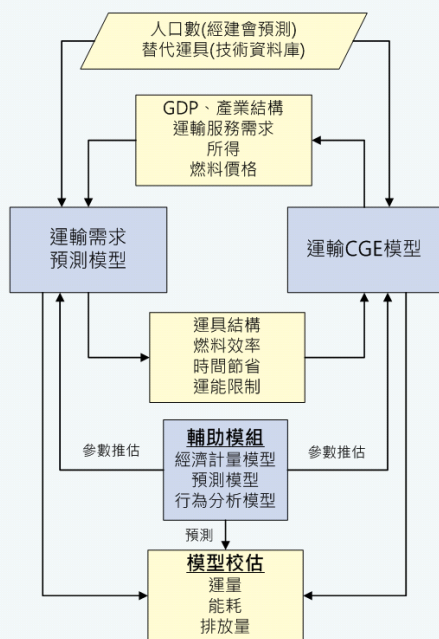 人口數(經建會預測)
替代運具(技術資料庫)
GDP、產業結構
運輸服務需求
所得
燃料價格
運輸需求
預測模型
運輸CGE模型
運具結構
燃料效率
時間節省
運能限制
輔助模組
經濟計量模型
預測模型
行為分析模型
參數推估
參數推估
預測
模型校估
運量
能耗
排放量